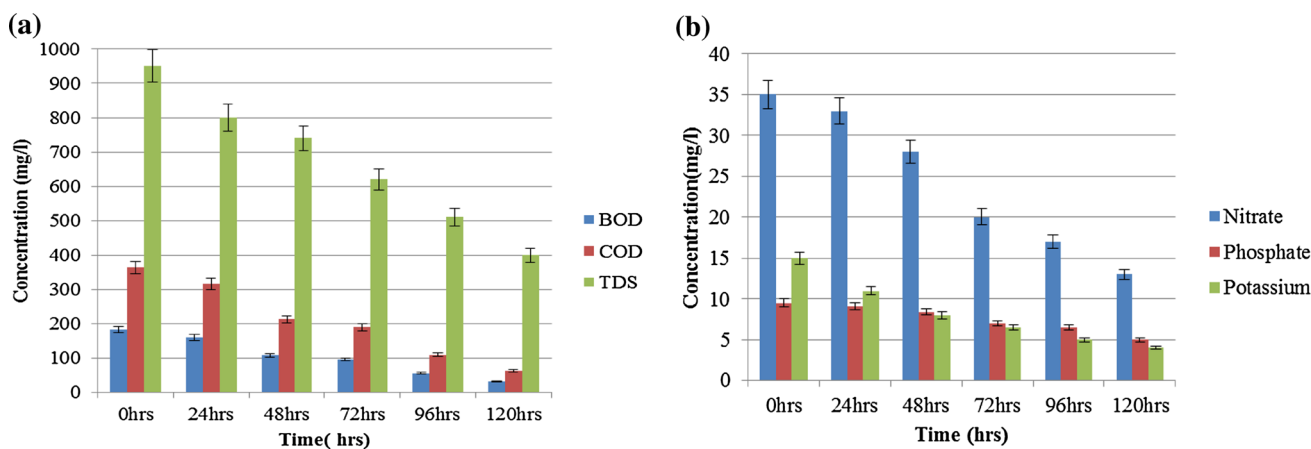 (a)
1000
900
800
700
600
500
400
300
200
100
0
Concentration (mg/l)
0hrs 24hrs 48hrs 72hrs 96hrs 120hrs
Time( hrs)
BOD
COD
TDS
(b)
40
35
30
25
20
15
10
5
0
Concentration(mg/l)
0hrs 24hrs 48hrs 72hrs 96hrs 120hrs
Time (hrs)
Nitrate
Phosphate
Potassium